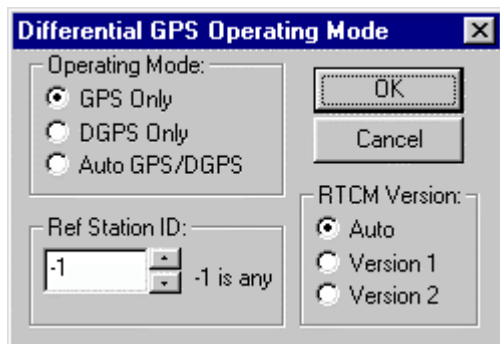 Differential GPS Operating Mode
Operating Mode:
GPS Only
DGPS Only
Auto GPS/DGPS
OK
Cancel
Ref Station ID:
-1
-1 is any
RTCM Version:
Auto
Version 1
Version 2